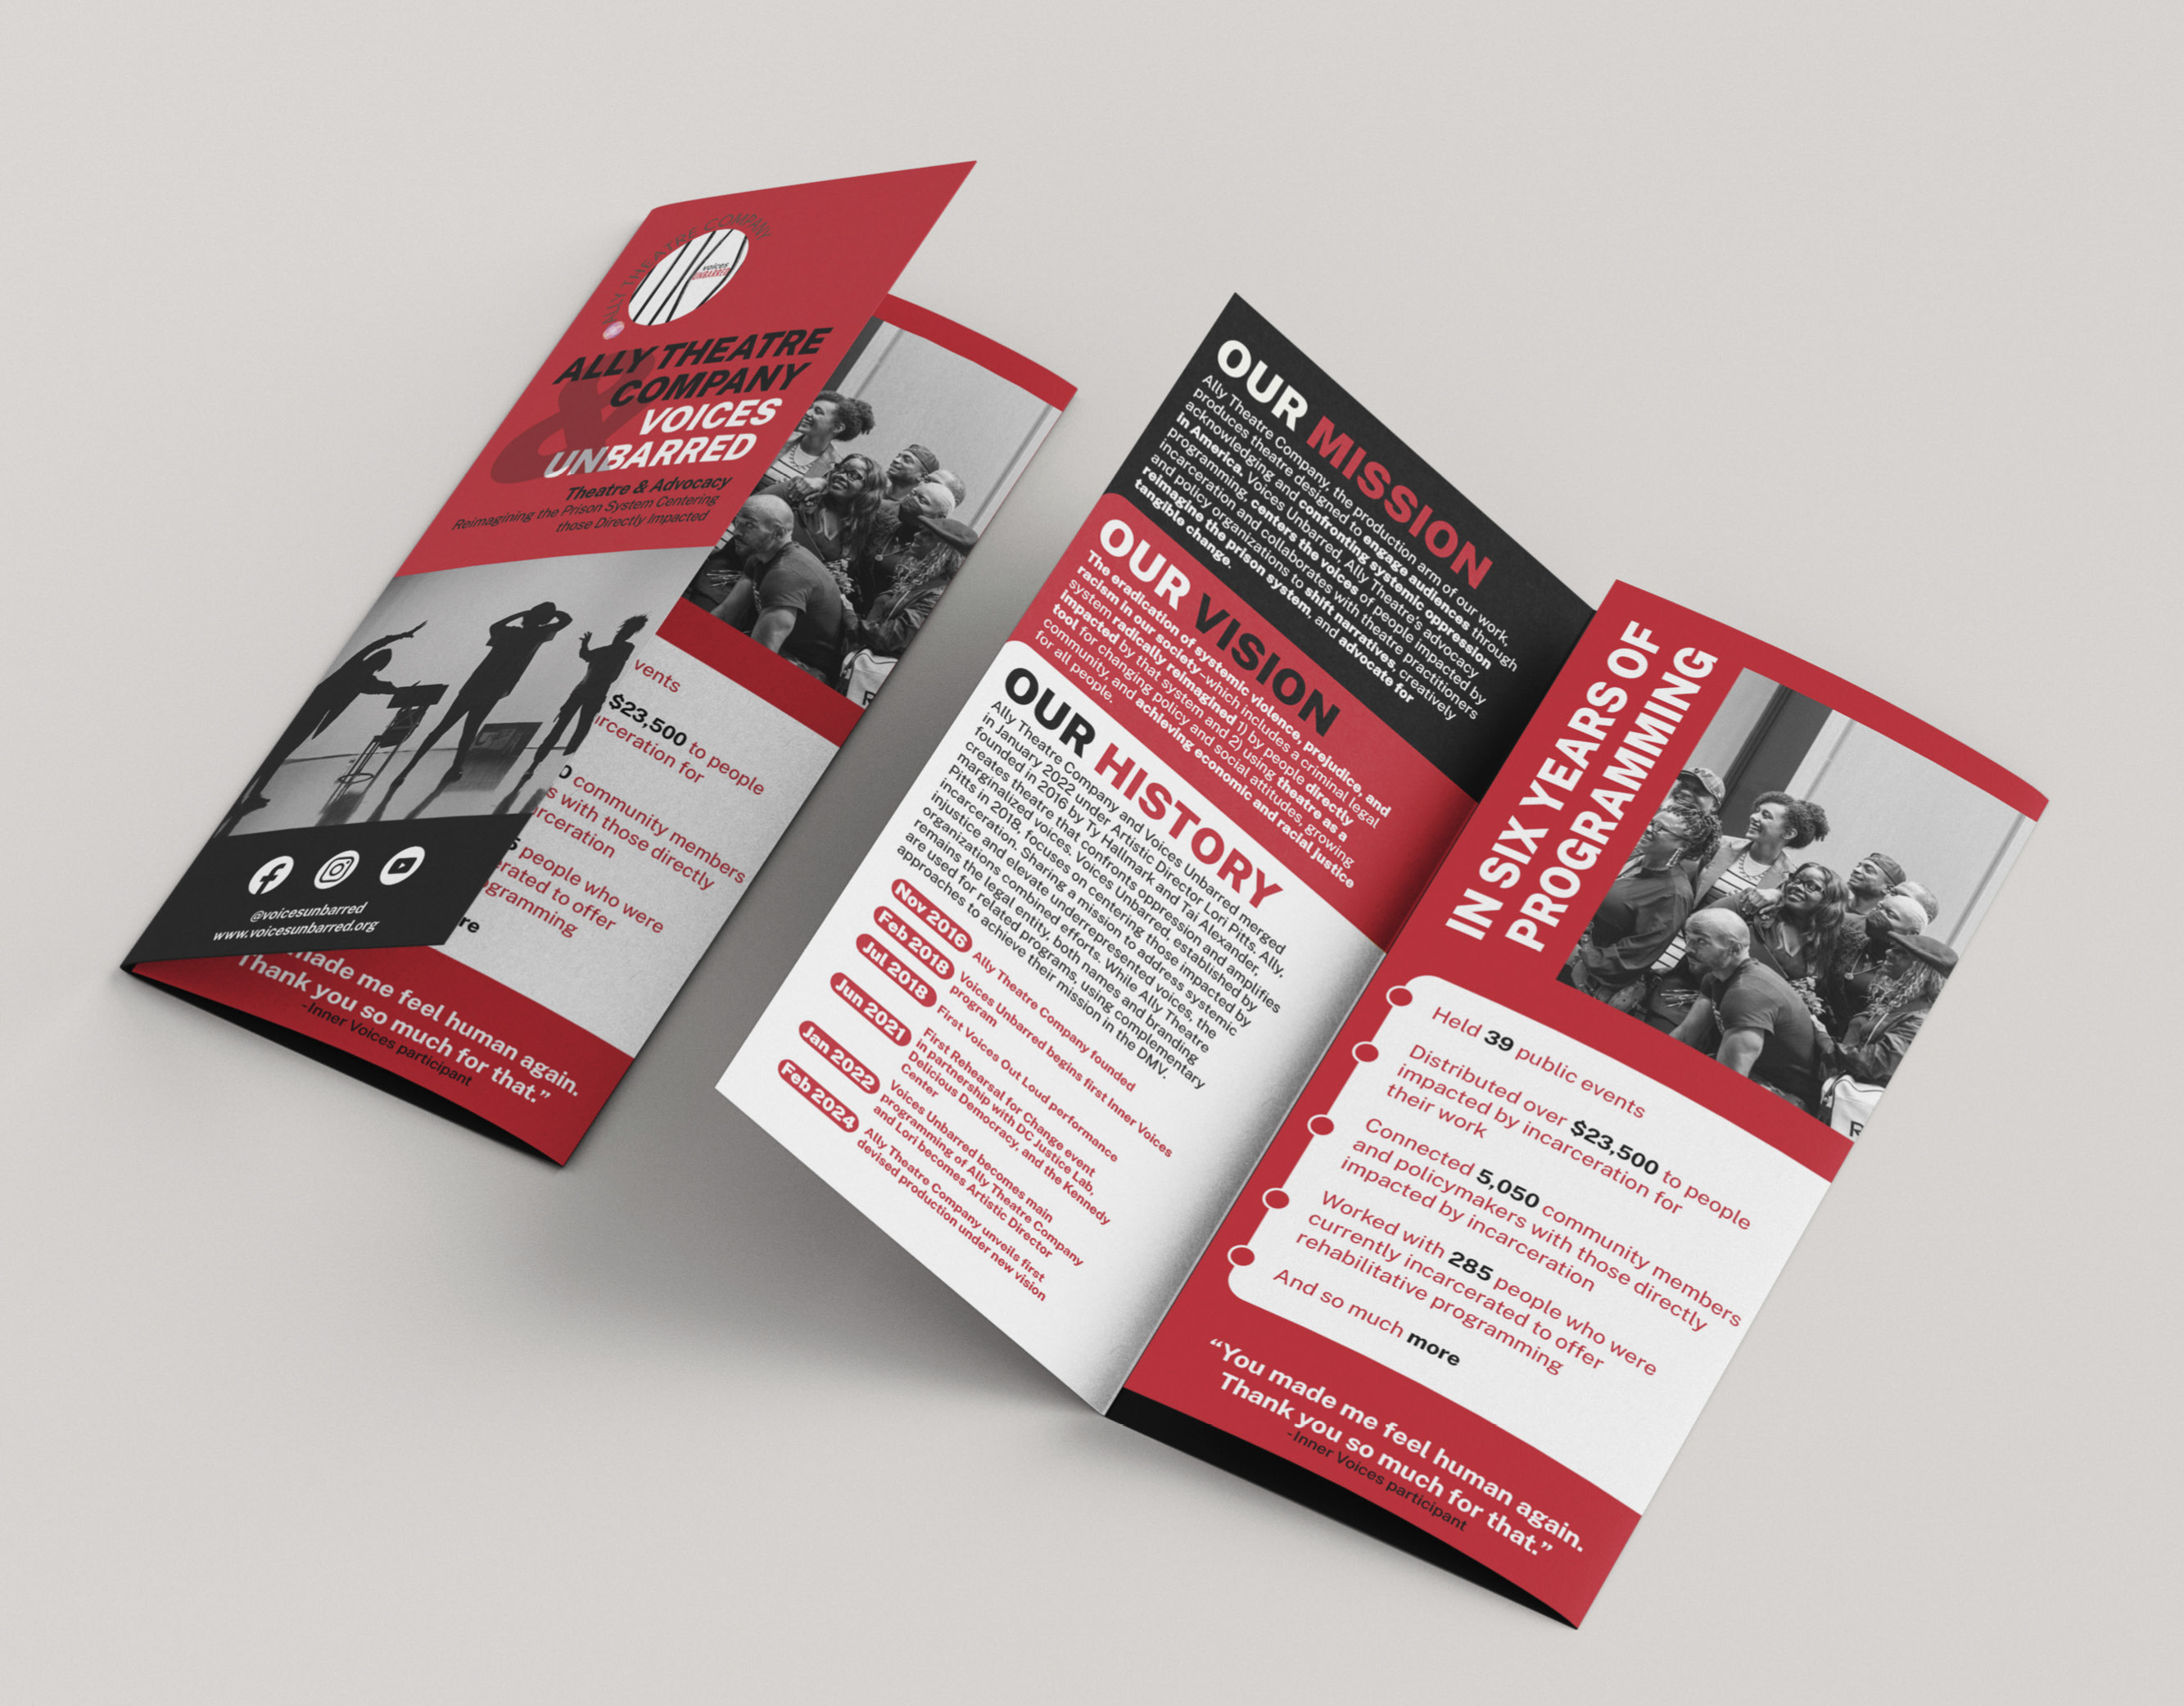 ALLY THEATRE COMPANY
voices
UNBARRED
ALLY THEATRE
COMPANY
&
VOICES
UNBARRED
Theatre & Advocacy
Reimagining the Prison System Centering
those Directly Impacted
@voicesunbarred
www.voicesunbarred.org
vents
$23,500 to people
rceration for
0 community members
s with those directly
rceration
people who were
rated to offer
gramming
re
made me feel human again.
Thank you so much for that.”
-Inner Voices participant
OUR MISSION
Ally Theatre Company, the production arm of our work,
produces theatre designed to engage audiences through
acknowledging and confronting systemic oppression
in America. Voices Unbarred, Ally Theatre's advocacy
programming, centers the voices of people impacted by
incarceration and collaborates with theatre practitioners
and policy organizations to shift narratives, creatively
reimagine the prison system, and advocate for
tangible change.
OUR VISION
The eradication of systemic violence, prejudice, and
racism in our society–which includes a criminal legal
system radically reimagined 1) by people directly
impacted by that system and 2) using theatre as a
tool for changing policy and social attitudes, growing
community, and achieving economic and racial justice
for all people.
OUR HISTORY
Ally Theatre Company and Voices Unbarred merged
in January 2022 under Artistic Director Lori Pitts. Ally,
founded in 2016 by Ty Hallmark and Tai Alexander,
creates theatre that confronts oppression and amplifies
marginalized voices. Voices Unbarred, established by
Pitts in 2018, focuses on centering those impacted by
incarceration. Sharing a mission to address systemic
injustice and elevate underrepresented voices, the
organizations combined efforts. While Ally Theatre
remains the legal entity, both names and branding
are used for related programs, using complementary
approaches to achieve their mission in the DMV.
Nov 2016 Ally Theatre Company founded
Feb 2018 Voices Unbarred begins first Inner Voices
program
Jul 2018 First Voices Out Loud performance
Jun 2021 First Rehearsal for Change event
in partnership with DC Justice Lab,
Delicious Democracy, and the Kennedy
Center
Jan 2022 Voices Unbarred becomes main
programming of Ally Theatre Company
and Lori becomes Artistic Director
Feb 2024 Ally Theatre Company unveils first
devised production under new vision
IN SIX YEARS OF
PROGRAMMING
Held 39 public events
Distributed over $23,500 to people
impacted by incarceration for
their work
Connected 5,050 community members
and policymakers with those directly
impacted by incarceration
Worked with 285 people who were
currently incarcerated to offer
rehabilitative programming
And so much more
“You made me feel human again.
Thank you so much for that.”
-Inner Voices participant